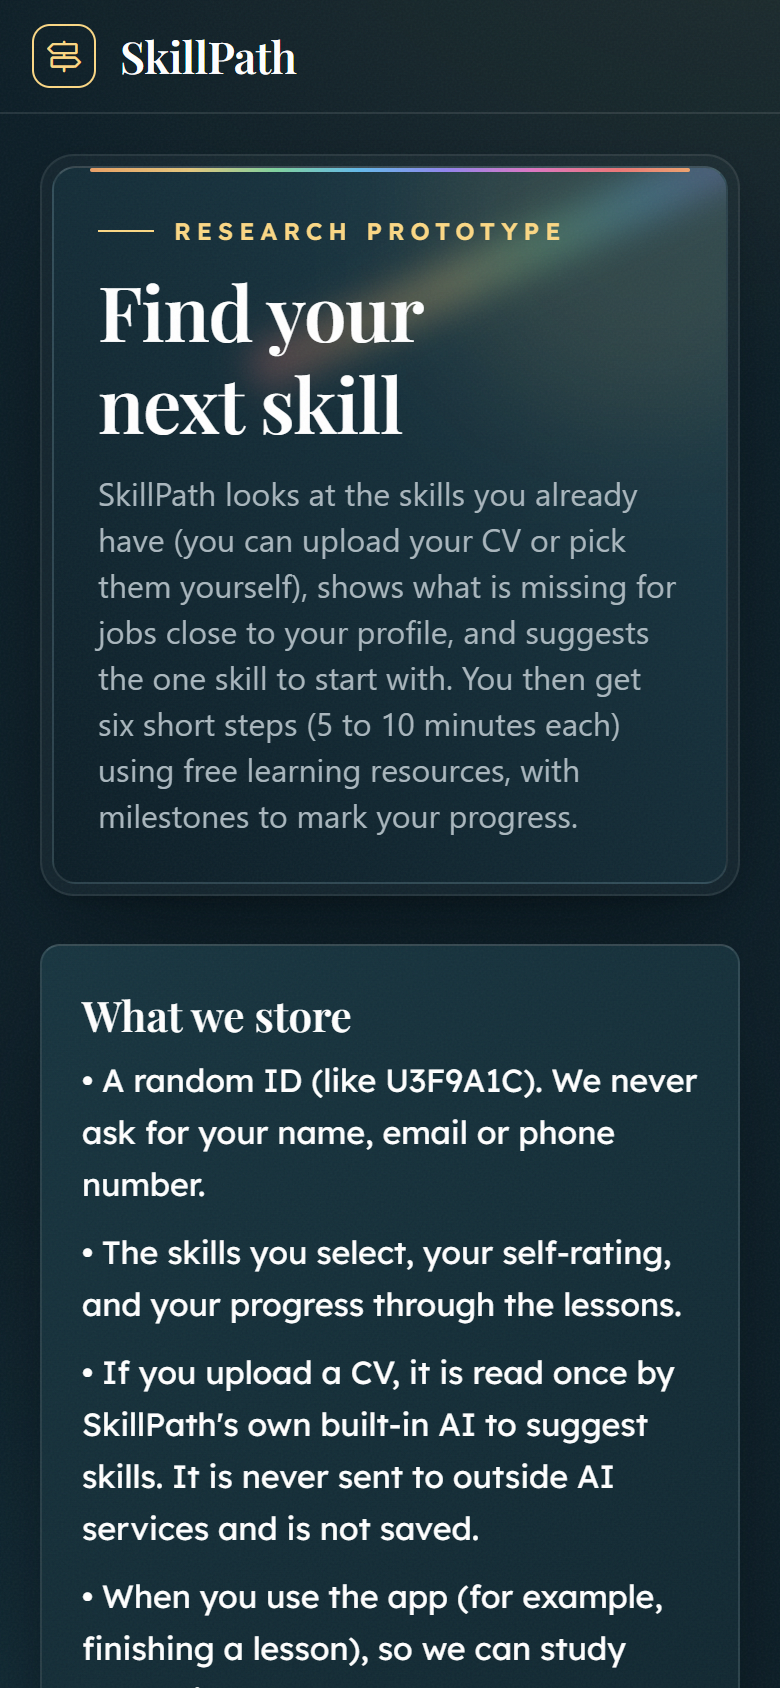 SkillPath
RESEARCH PROTOTYPE
Find your
next skill
SkillPath looks at the skills you already
have (you can upload your CV or pick
them yourself), shows what is missing for
jobs close to your profile, and suggests
the one skill to start with. You then get
six short steps (5 to 10 minutes each)
using free learning resources, with
milestones to mark your progress.
What we store
• A random ID (like U3F9A1C). We never
ask for your name, email or phone
number.
• The skills you select, your self-rating,
and your progress through the lessons.
• If you upload a CV, it is read once by
SkillPath's own built-in AI to suggest
skills. It is never sent to outside AI
services and is not saved.
• When you use the app (for example,
finishing a lesson), so we can study